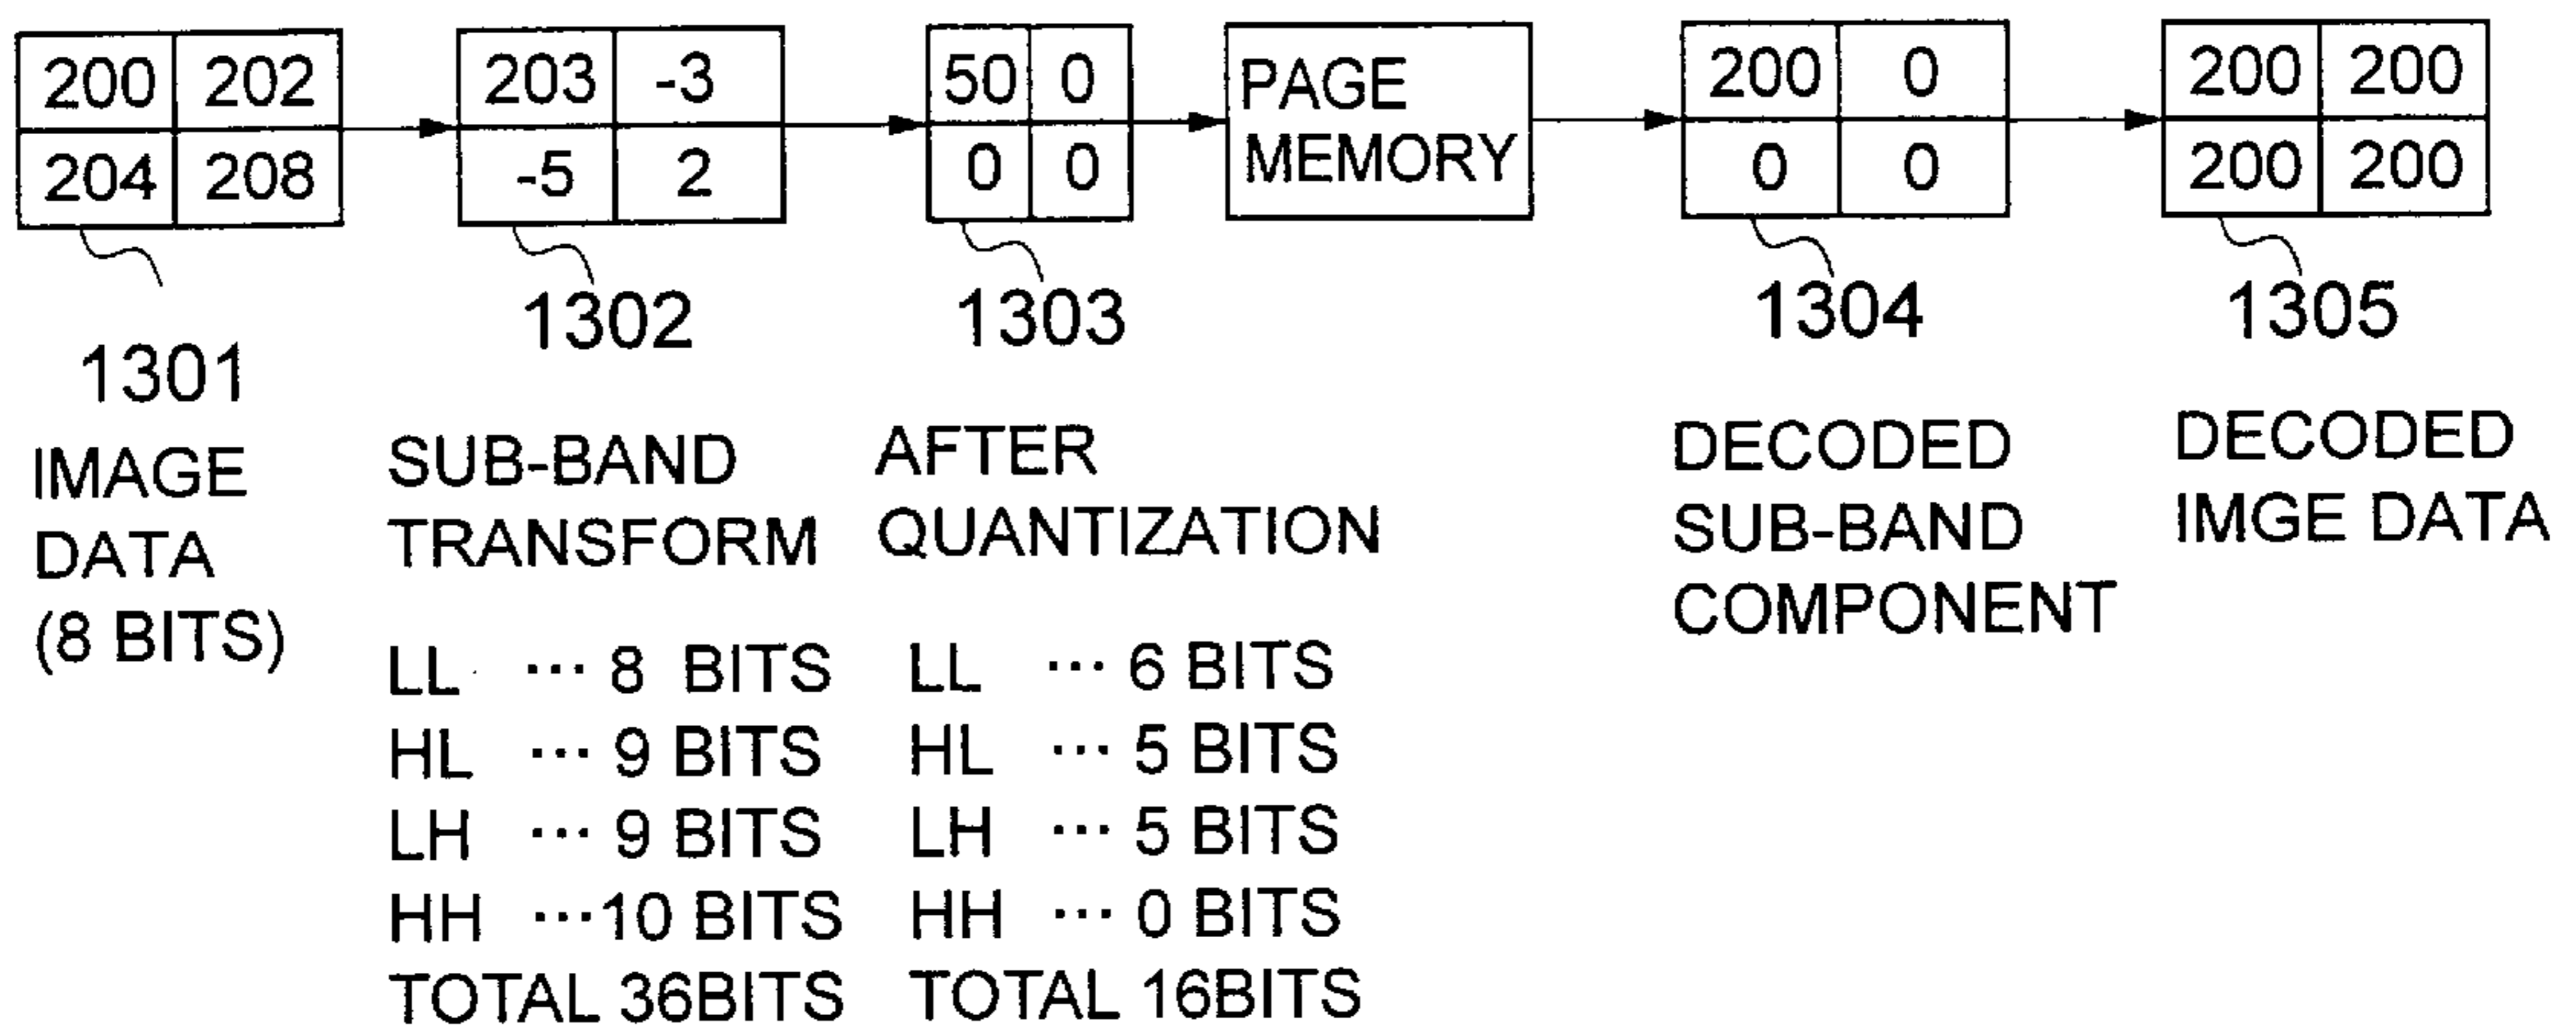 200 202
204 208
1301
IMAGE
DATA
(8 BITS)
203 -3
-5 2
1302
SUB-BAND
TRANSFORM
LL ··· 8 BITS
HL ··· 9 BITS
LH ··· 9 BITS
HH ···10 BITS
TOTAL 36BITS
50 0
0 0
1303
AFTER
QUANTIZATION
LL ··· 6 BITS
HL ··· 5 BITS
LH ··· 5 BITS
HH ··· 0 BITS
TOTAL 16BITS
PAGE
MEMORY
200 0
0 0
1304
DECODED
SUB-BAND
COMPONENT
200 200
200 200
1305
DECODED
IMGE DATA